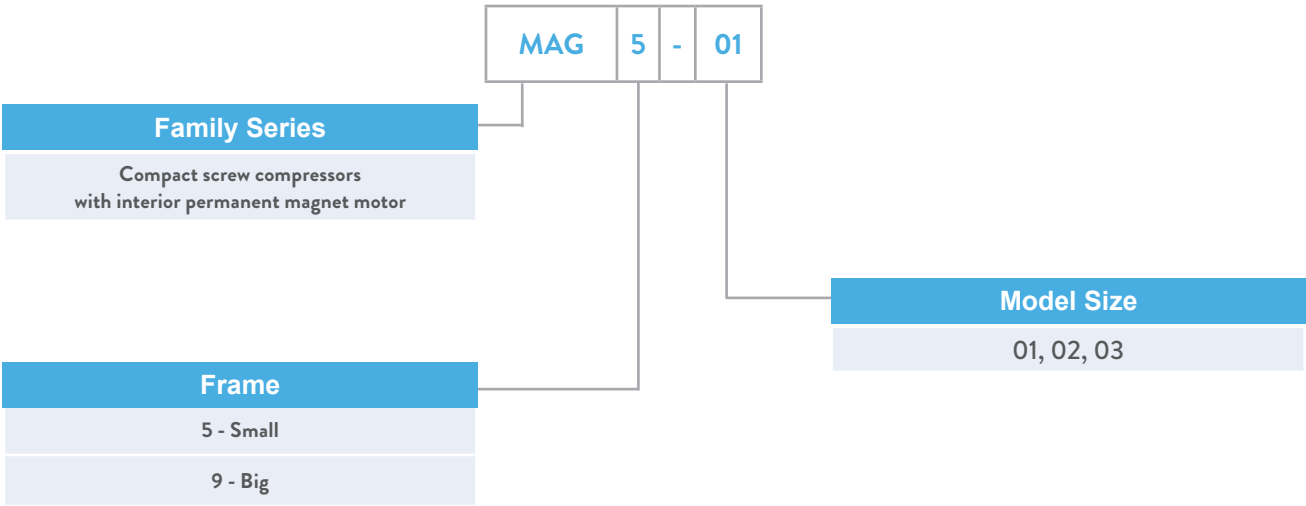 MAG 5 - 01
Family Series
Compact screw compressors
with interior permanent magnet motor
Model Size
01, 02, 03
Frame
5 - Small
9 - Big